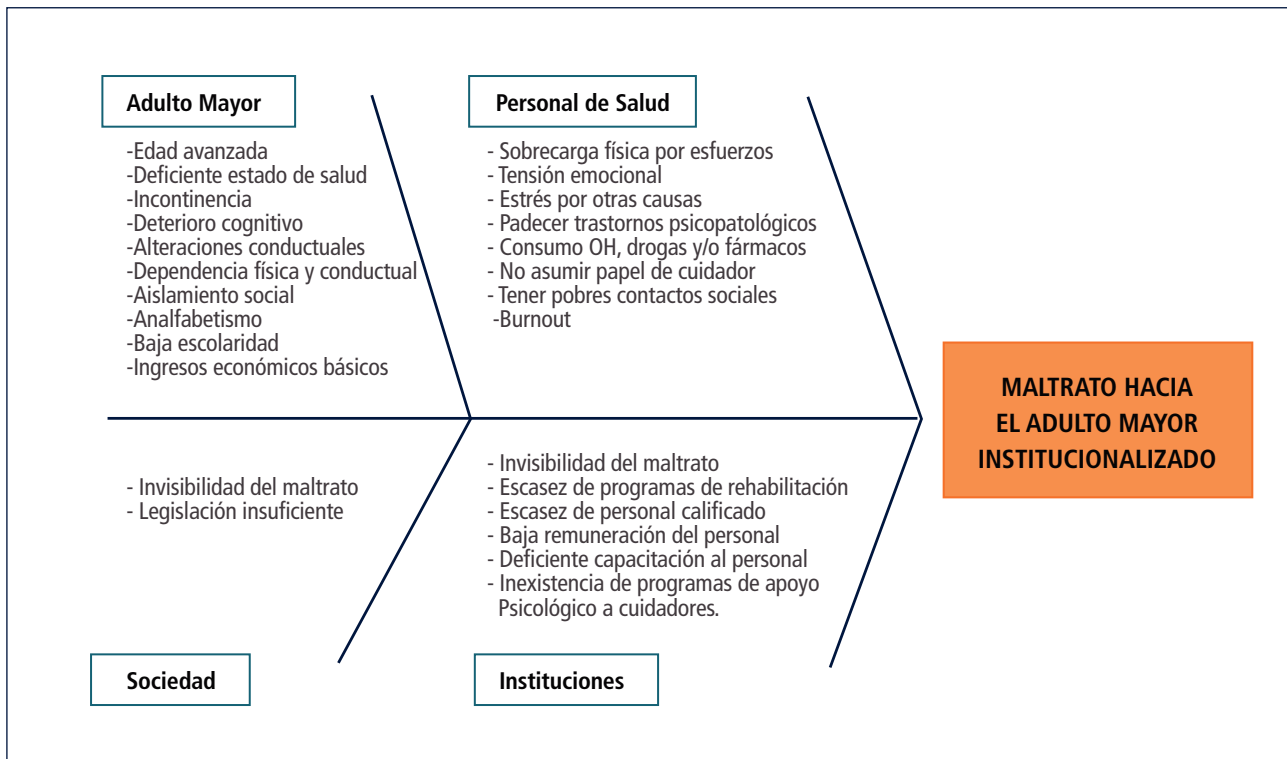 Adulto Mayor
-Edad avanzada
-Deficiente estado de salud
-Incontinencia
-Deterioro cognitivo
-Alteraciones conductuales
-Dependencia física y conductual
-Aislamiento social
-Analfabetismo
-Baja escolaridad
-Ingresos económicos básicos
Personal de Salud
- Sobrecarga física por esfuerzos
- Tensión emocional
- Estrés por otras causas
- Padecer trastornos psicopatológicos
- Consumo OH, drogas y/o fármacos
- No asumir papel de cuidador
- Tener pobres contactos sociales
-Burnout
MALTRATO HACIA
EL ADULTO MAYOR
INSTITUCIONALIZADO
- Invisibilidad del maltrato
- Legislación insuficiente
Sociedad
- Invisibilidad del maltrato
- Escasez de programas de rehabilitación
- Escasez de personal calificado
- Baja remuneración del personal
- Deficiente capacitación al personal
- Inexistencia de programas de apoyo
Psicológico a cuidadores.
Instituciones